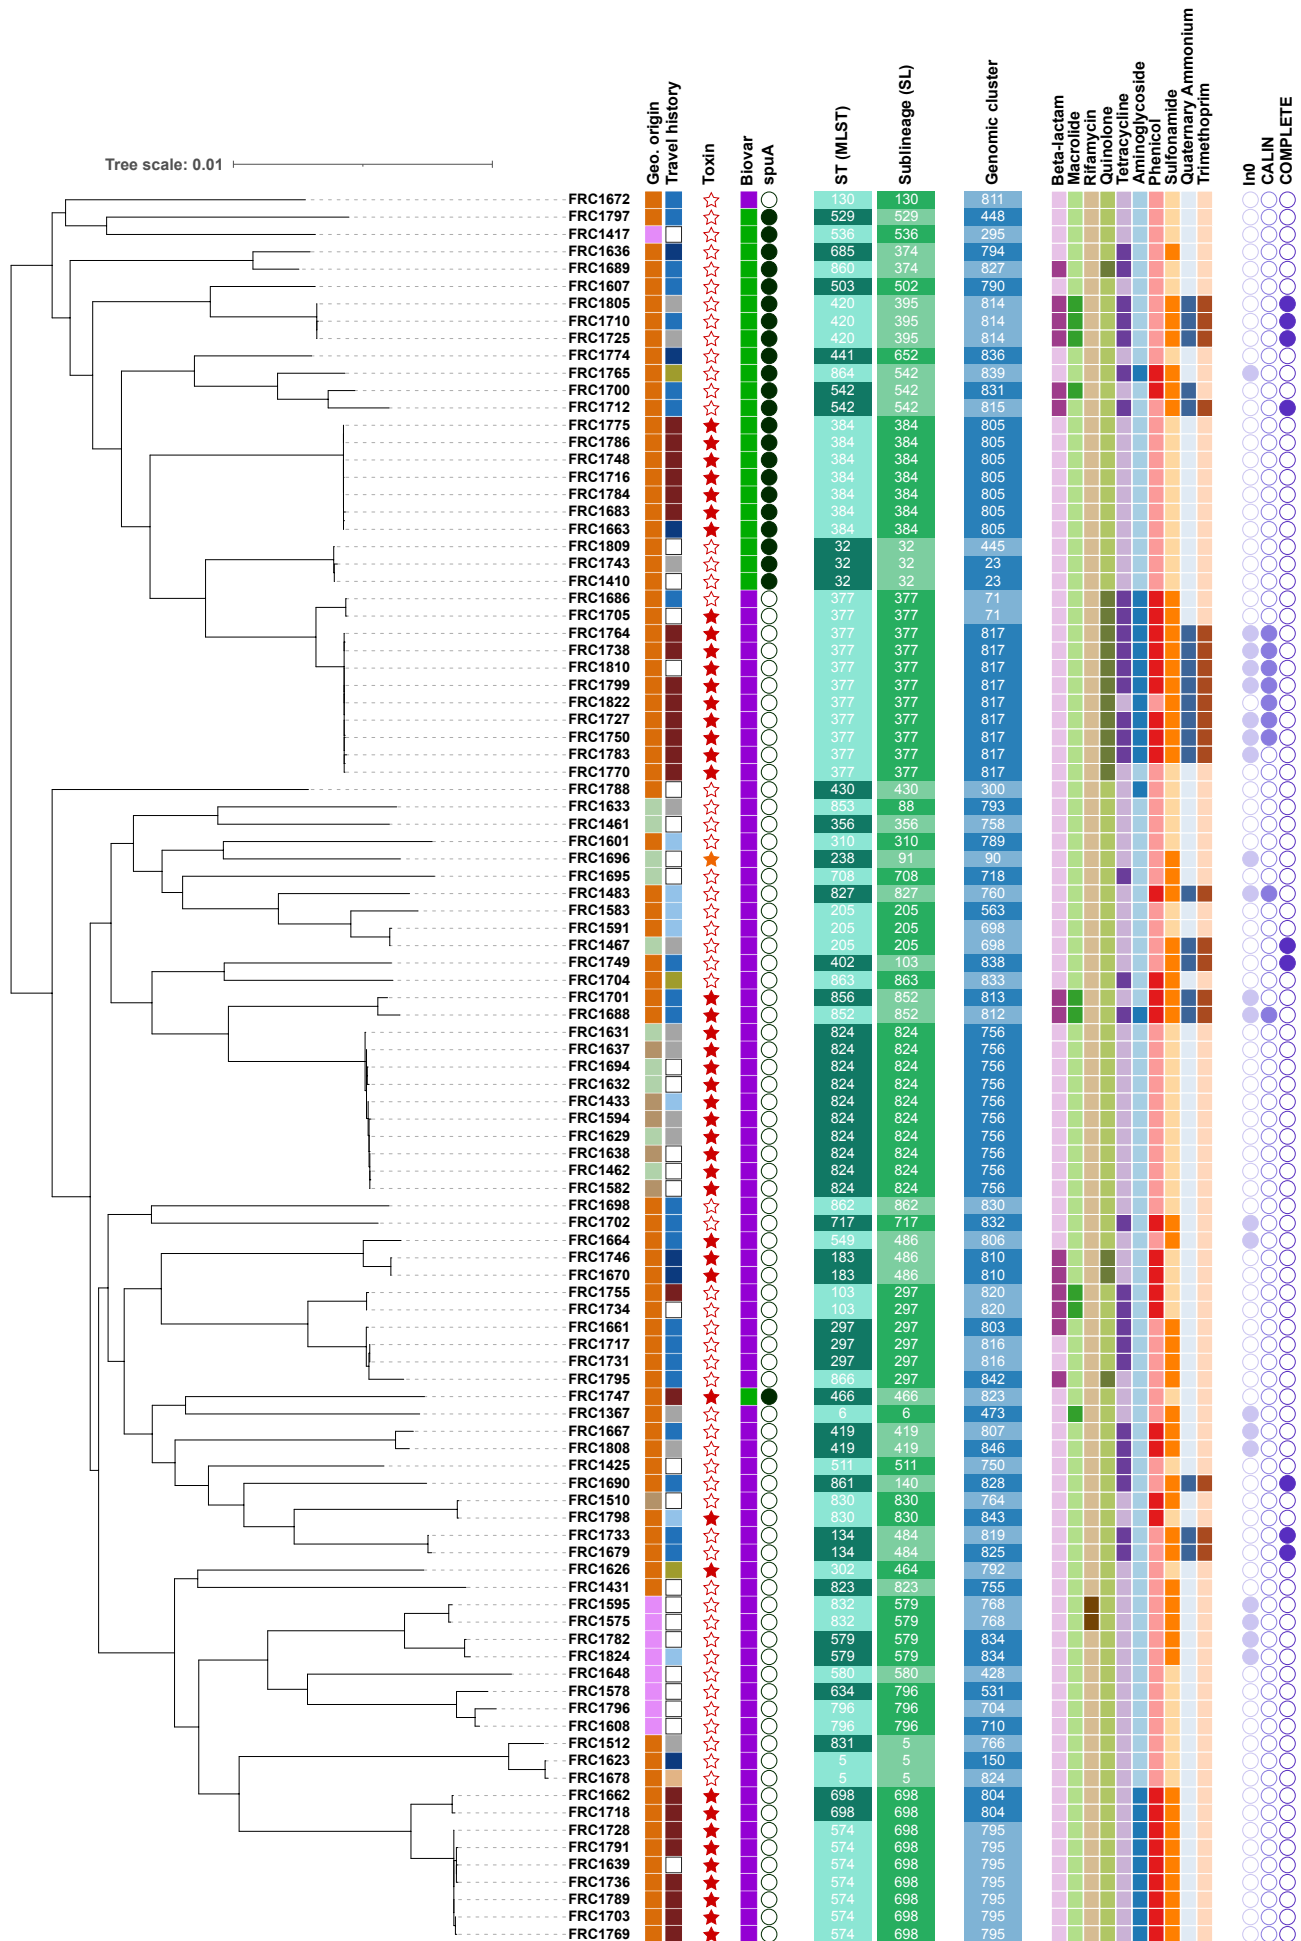 Tree scale: 0.01
Geo. origin Travel history Toxin Biovar spuA ST (MLST) Sublineage (SL) Genomic cluster Beta-lactam Macrolide Rifamycin Quinolone Tetracycline Aminoglycoside Phenicol Sulfonamide Quaternary Ammonium Trimethoprim In0 CALIN COMPLETE
FRC1672 130 130 811
FRC1797 529 529 448
FRC1417 536 536 295
FRC1636 685 374 794
FRC1689 860 374 827
FRC1607 503 502 790
FRC1805 420 395 814
FRC1710 420 395 814
FRC1725 420 395 814
FRC1774 441 652 836
FRC1765 864 542 839
FRC1700 542 542 831
FRC1712 542 542 815
FRC1775 384 384 805
FRC1786 384 384 805
FRC1748 384 384 805
FRC1716 384 384 805
FRC1784 384 384 805
FRC1683 384 384 805
FRC1663 384 384 805
FRC1809 32 32 445
FRC1743 32 32 23
FRC1410 32 32 23
FRC1686 377 377 71
FRC1705 377 377 71
FRC1764 377 377 817
FRC1738 377 377 817
FRC1810 377 377 817
FRC1799 377 377 817
FRC1822 377 377 817
FRC1727 377 377 817
FRC1750 377 377 817
FRC1783 377 377 817
FRC1770 377 377 817
FRC1788 430 430 300
FRC1633 853 88 793
FRC1461 356 356 758
FRC1601 310 310 789
FRC1696 238 91 90
FRC1695 708 708 718
FRC1483 827 827 760
FRC1583 205 205 563
FRC1591 205 205 698
FRC1467 205 205 698
FRC1749 402 103 838
FRC1704 863 863 833
FRC1701 856 852 813
FRC1688 852 852 812
FRC1631 824 824 756
FRC1637 824 824 756
FRC1694 824 824 756
FRC1632 824 824 756
FRC1433 824 824 756
FRC1594 824 824 756
FRC1629 824 824 756
FRC1638 824 824 756
FRC1462 824 824 756
FRC1582 824 824 756
FRC1698 862 862 830
FRC1702 717 717 832
FRC1664 549 486 806
FRC1746 183 486 810
FRC1670 183 486 810
FRC1755 103 297 820
FRC1734 103 297 820
FRC1661 297 297 803
FRC1717 297 297 816
FRC1731 297 297 816
FRC1795 866 297 842
FRC1747 466 466 823
FRC1367 6 6 473
FRC1667 419 419 807
FRC1808 419 419 846
FRC1425 511 511 750
FRC1690 861 140 828
FRC1510 830 830 764
FRC1798 830 830 843
FRC1733 134 484 819
FRC1679 134 484 825
FRC1626 302 464 792
FRC1431 823 823 755
FRC1595 832 579 768
FRC1575 832 579 768
FRC1782 579 579 834
FRC1824 579 579 834
FRC1648 580 580 428
FRC1578 634 796 531
FRC1796 796 796 704
FRC1608 796 796 710
FRC1512 831 5 766
FRC1623 5 5 150
FRC1678 5 5 824
FRC1662 698 698 804
FRC1718 698 698 804
FRC1728 574 698 795
FRC1791 574 698 795
FRC1639 574 698 795
FRC1736 574 698 795
FRC1789 574 698 795
FRC1703 574 698 795
FRC1769 574 698 795